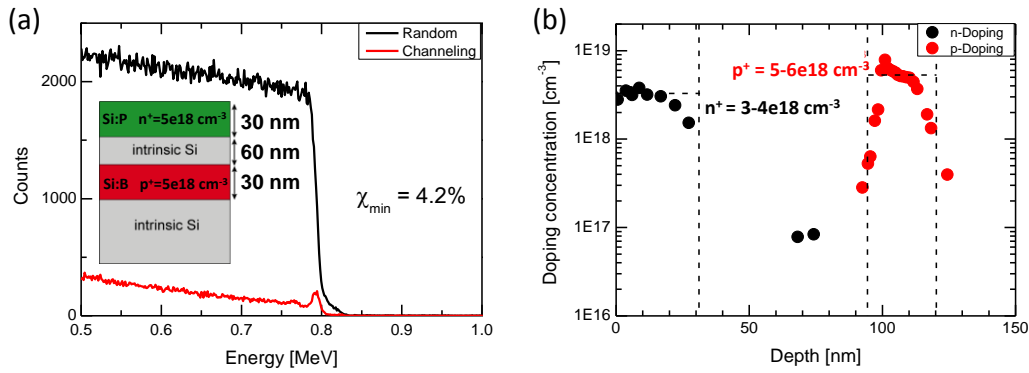 (a)
Counts
2000
1000
0
0.5 0.6 0.7 0.8 0.9 1.0
Energy [MeV]
Random
Channeling
Si:P n⁺=5e18 cm⁻³
30 nm
intrinsic Si
60 nm
Si:B p⁺=5e18 cm⁻³
30 nm
intrinsic Si
χmin = 4.2%
(b)
Doping concentration [cm⁻³]
1E19
1E18
1E17
1E16
0 50 100 150
Depth [nm]
n-Doping
p-Doping
p⁺ = 5-6e18 cm⁻³
n⁺ = 3-4e18 cm⁻³